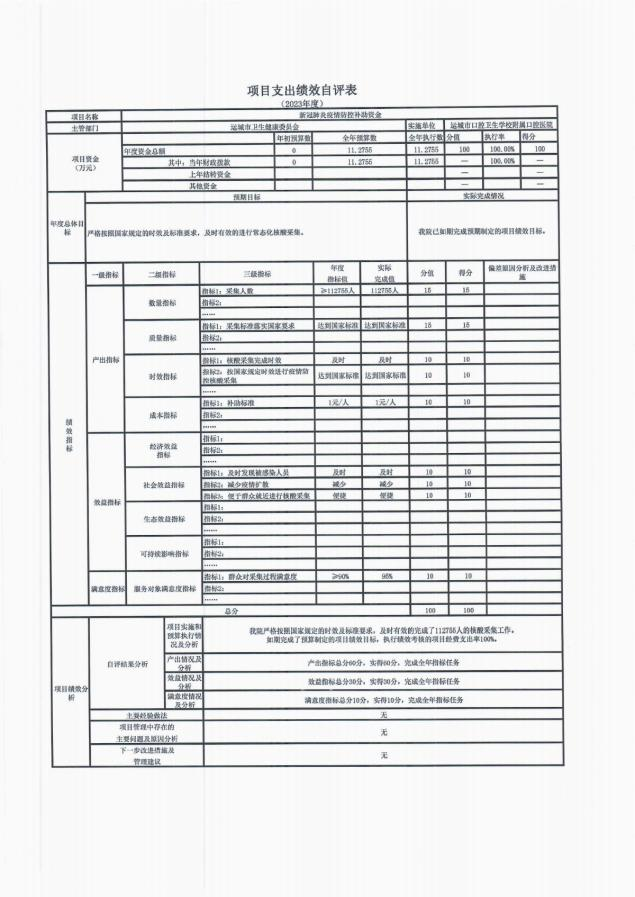 项目支出绩效自评表
（2023年度）
项目名称 新冠肺炎疫情防控补助资金
主管部门 运城市卫生健康委员会 实施单位 运城市口腔卫生学校附属口腔医院
项目资金（万元） 年初预算数 全年预算数 全年执行数 分值 执行率 得分
年度资金总额 0 11.2755 11.2755 100 100.00% 100
其中：当年财政拨款 0 11.2755 11.2755 — 100.00% —
上年结转资金 — —
其他资金 — —
年度总体目标 预期目标 实际完成情况
严格按照国家规定的时效及标准要求，及时有效的进行常态化核酸采集。 我院已如期完成预期制定的项目绩效目标。
绩效指标 一级指标 二级指标 三级指标 年度指标值 实际完成值 分值 得分 偏差原因分析及改进措施
产出指标 数量指标 指标1：采集人数 ≥112755人 112755人 15 15
指标2：
……
质量指标 指标1：采集标准落实国家要求 达到国家标准 达到国家标准 15 15
指标2：
……
时效指标 指标1：核酸采集完成时效 及时 及时 10 10
指标2：按国家规定时效进行疫情防控核酸采集 达到国家标准 达到国家标准 10 10
……
成本指标 指标1：补助标准 1元/人 1元/人 10 10
指标2：
……
效益指标 经济效益指标 指标1：
指标2：
……
社会效益指标 指标1：及时发现被感染人员 及时 及时 10 10
指标2：减少疫情扩散 减少 减少 10 10
指标3：便于群众就近进行核酸采集 便捷 便捷 10 10
生态效益指标 指标1：
指标2：
……
可持续影响指标 指标1：
指标2：
……
满意度指标 服务对象满意度指标 指标1：群众对采集过程满意度 ≥90% 95% 10 10
指标2：
……
总分 100 100
项目绩效分析 自评结果分析 项目实施和预算执行情况及分析 我院严格按照国家规定的时效及标准要求，及时有效的完成了112755人的核酸采集工作。
如期完成了预算制定的项目绩效目标，执行绩效考核的项目经费支出率100%。
产出情况及分析 产出指标总分60分，实得60分，完成全年指标任务
效益情况及分析 效益指标总分30分，实得30分，完成全年指标任务
满意度情况及分析 满意度指标总分10分，实得10分，完成全年指标任务
主要经验做法 无
项目管理中存在的主要问题及原因分析 无
下一步改进措施及管理建议 无